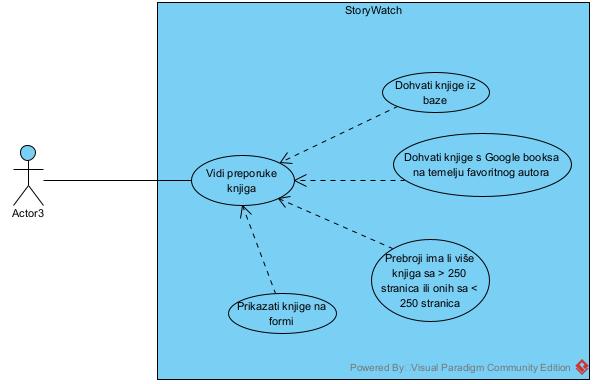 StoryWatch
Dohvati knjige iz
baze
Dohvati knjige s Google booksa
na temelju favoritnog autora
Vidi preporuke
knjiga
Actor3
Prebroji ima li više
knjiga sa > 250
stranica ili onih sa <
250 stranica
Prikazati knjige na
formi
Powered By Visual Paradigm Community Edition